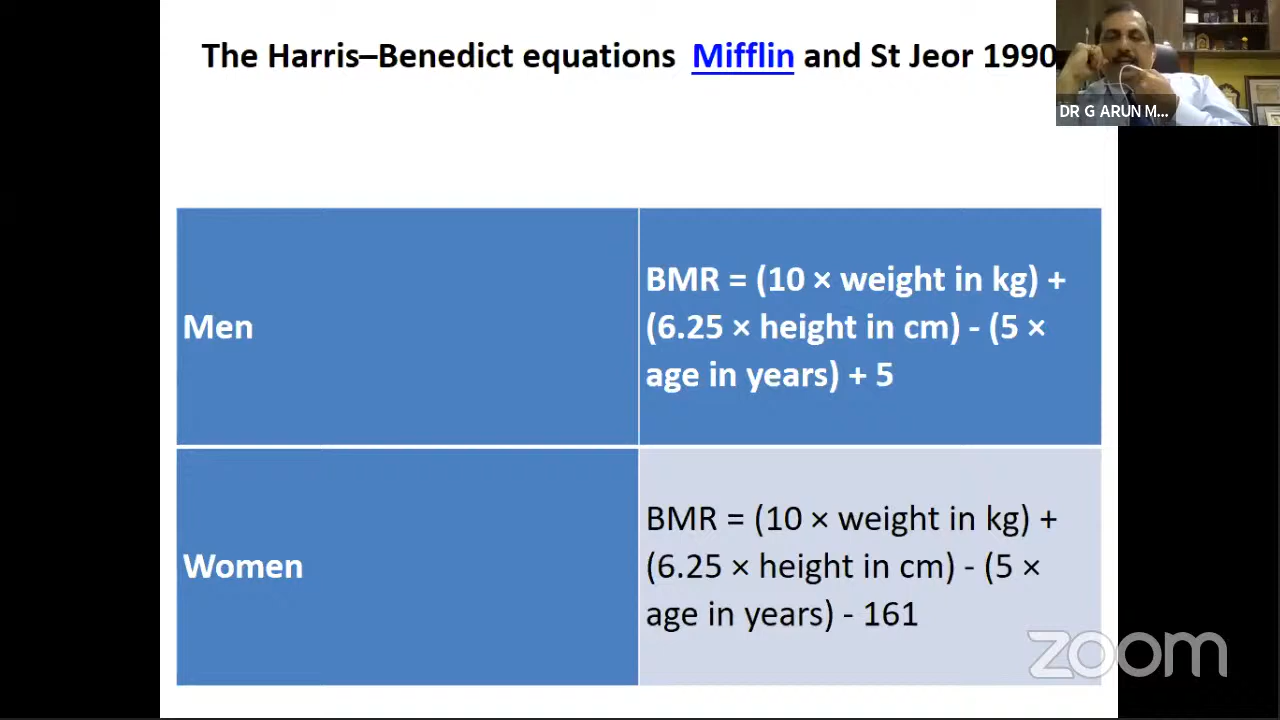 The Harris–Benedict equations Mifflin and St Jeor 1990
DR G ARUN M...
Men
BMR = (10 × weight in kg) +
(6.25 × height in cm) - (5 ×
age in years) + 5
Women
BMR = (10 × weight in kg) +
(6.25 × height in cm) - (5 ×
age in years) - 161
zoom